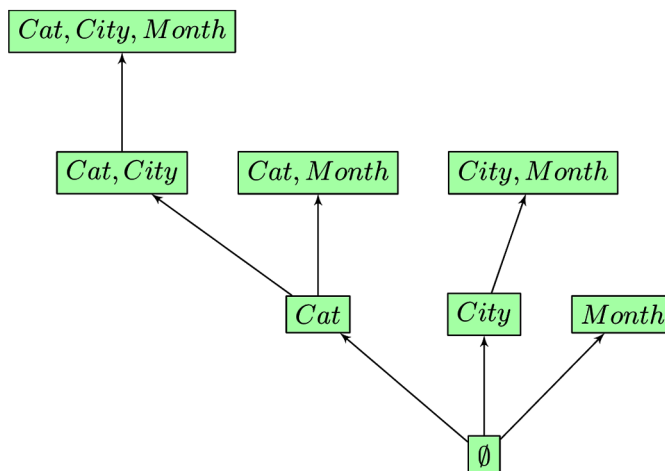 Cat, City, Month
Cat, City
Cat, Month
City, Month
Cat
City
Month
∅